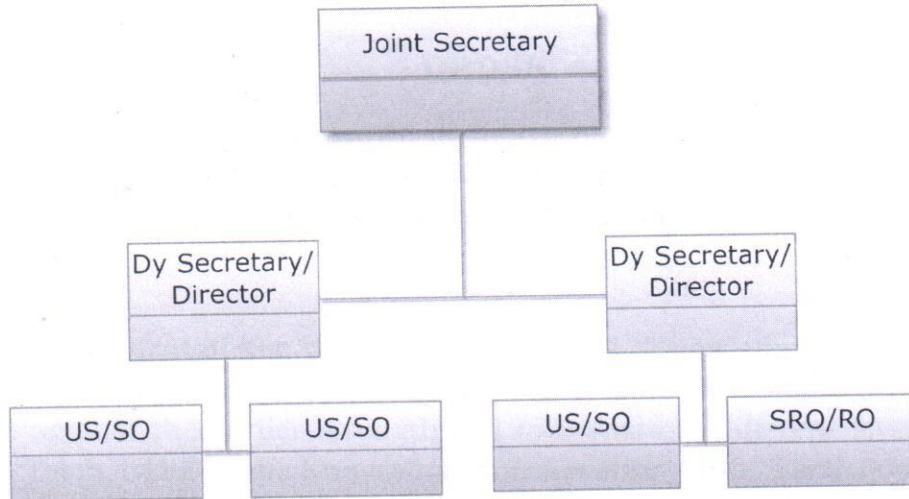 Joint Secretary
Dy Secretary/
Director
Dy Secretary/
Director
US/SO
US/SO
US/SO
SRO/RO